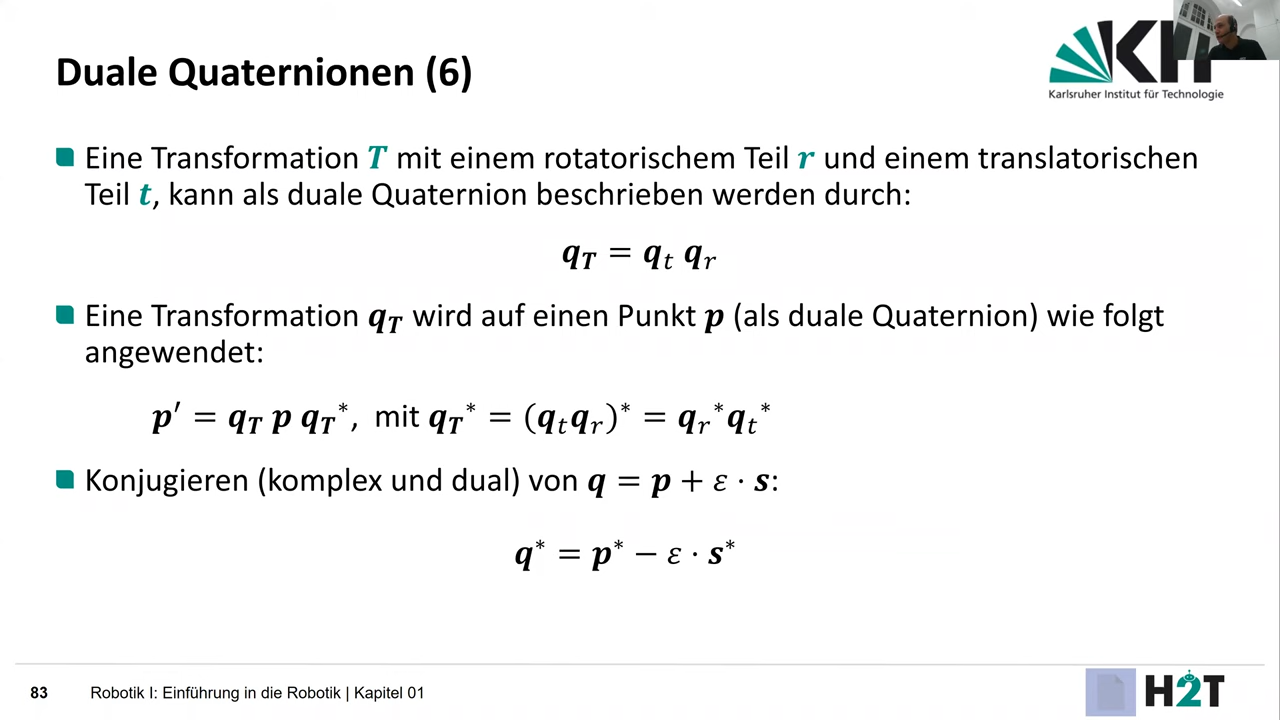 Duale Quaternionen (6)
Karlsruher Institut für Technologie
Eine Transformation T mit einem rotatorischem Teil r und einem translatorischen
Teil t, kann als duale Quaternion beschrieben werden durch:
q_T = q_t q_r
Eine Transformation q_T wird auf einen Punkt p (als duale Quaternion) wie folgt
angewendet:
p′ = q_T p q_T*, mit q_T* = (q_t q_r)* = q_r* q_t*
Konjugieren (komplex und dual) von q = p + ε · s:
q* = p* − ε · s*
83 Robotik I: Einführung in die Robotik | Kapitel 01
H2T